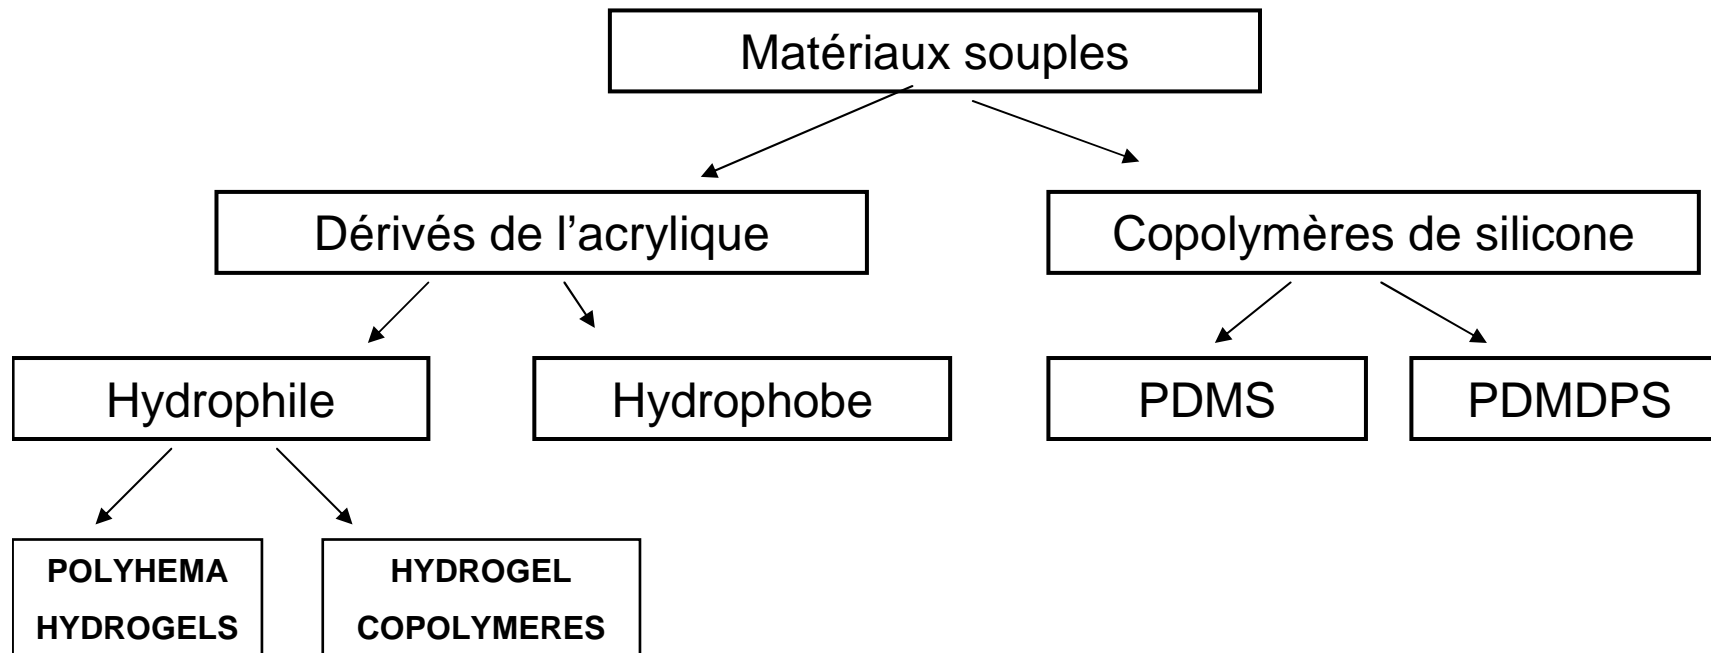 Matériaux souples
Dérivés de l’acrylique
Copolymères de silicone
Hydrophile
Hydrophobe
PDMS
PDMDPS
POLYHEMA
HYDROGELS
HYDROGEL
COPOLYMERES